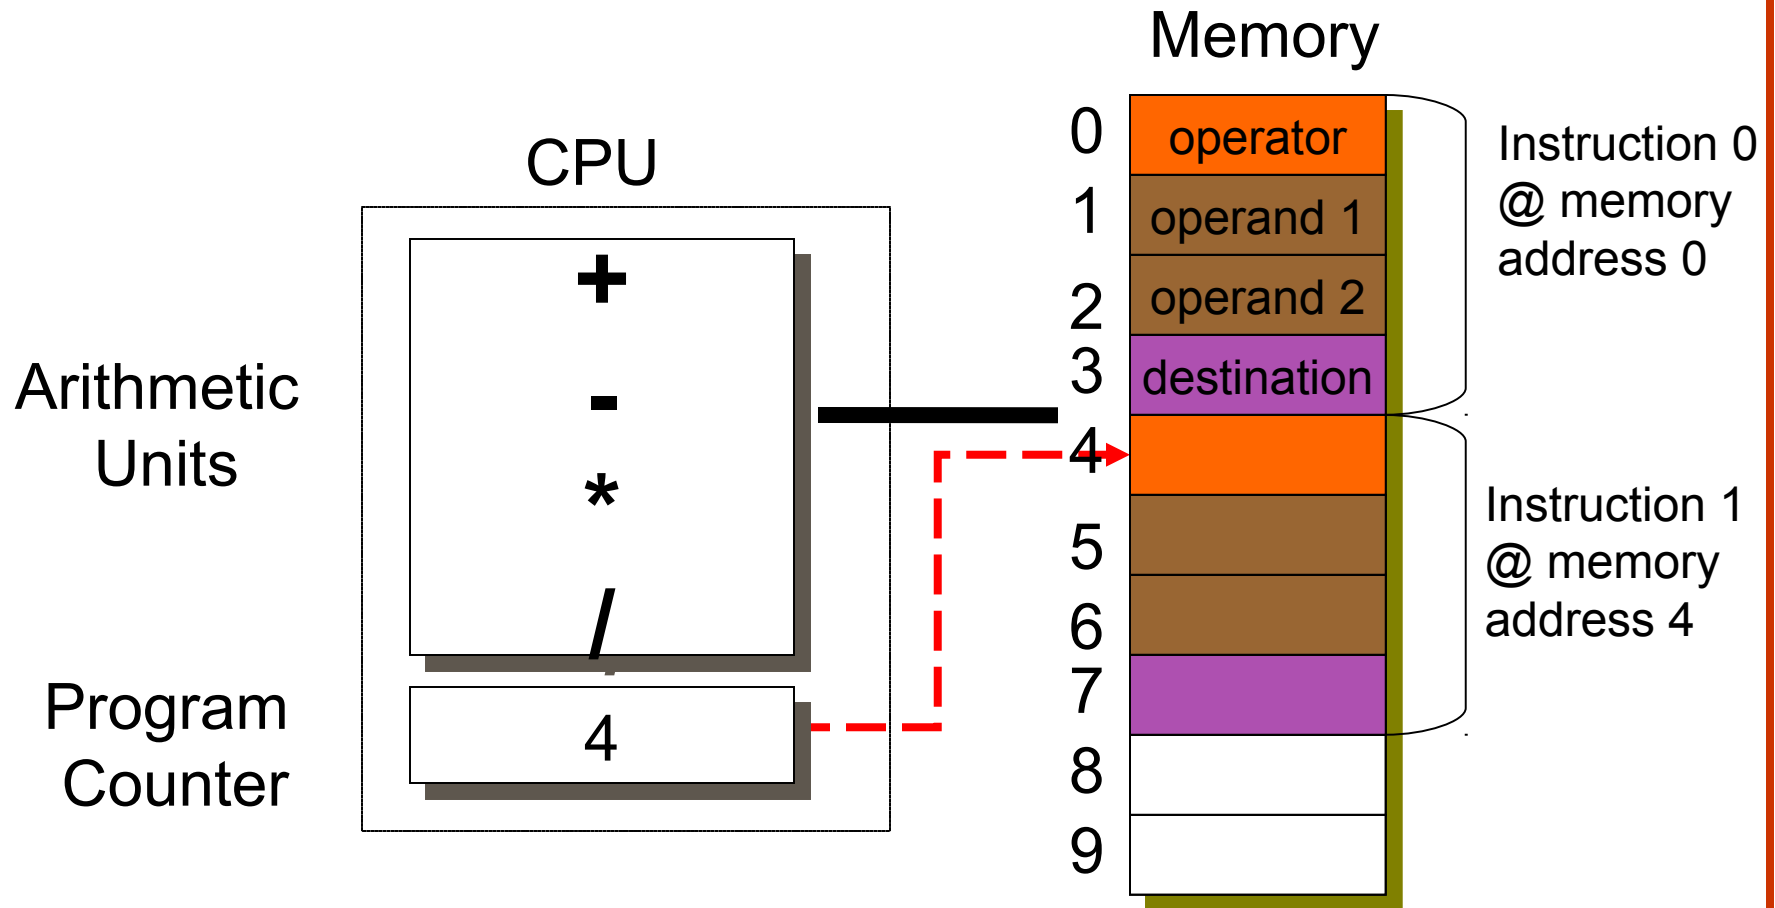 Memory
CPU
0
operator
1
operand 1
2
operand 2
3
destination
4
5
6
7
8
9
Instruction 0
@ memory
address 0
Instruction 1
@ memory
address 4
Arithmetic
Units
+
-
*
/
Program
Counter
4